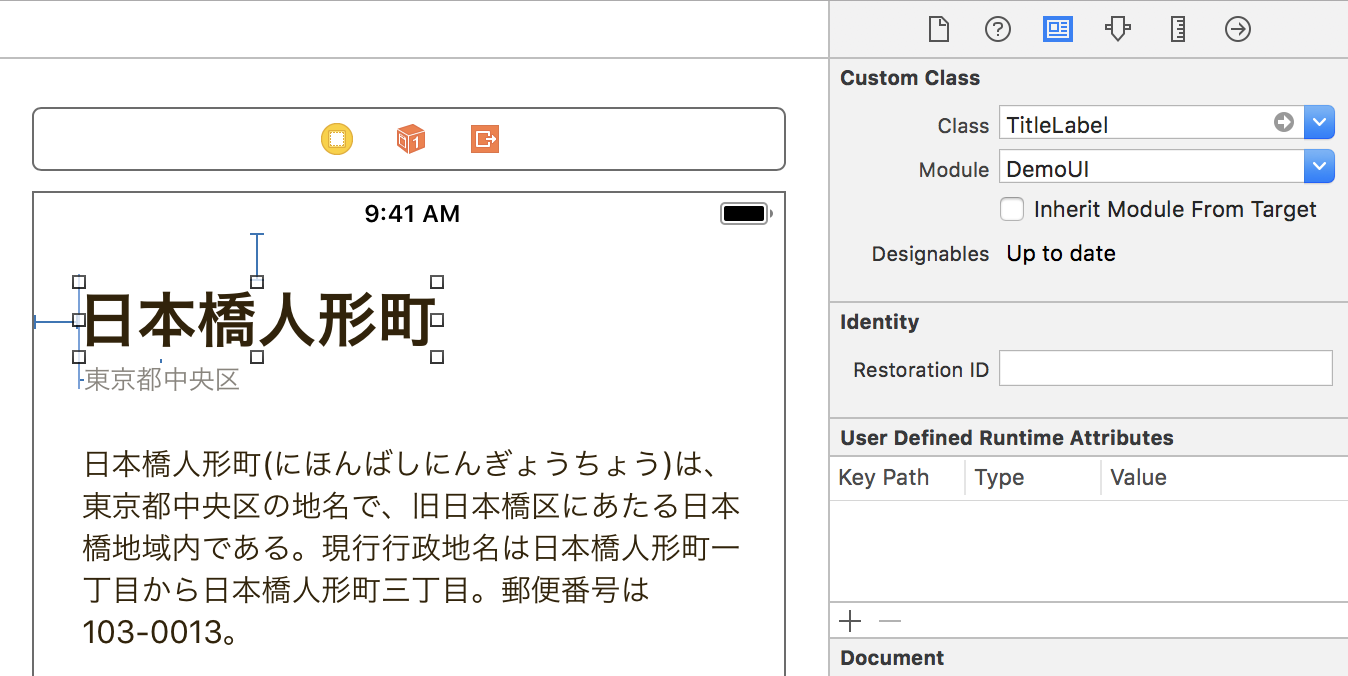 Custom Class
Class TitleLabel
Module DemoUI
Inherit Module From Target
Designables Up to date
Identity
Restoration ID
User Defined Runtime Attributes
Key Path Type Value
Document
1
9:41 AM
日本橋人形町
東京都中央区
日本橋人形町(にほんばしにんぎょうちょう)は、
東京都中央区の地名で、旧日本橋区にあたる日本
橋地域内である。現行行政地名は日本橋人形町一
丁目から日本橋人形町三丁目。郵便番号は
103-0013。